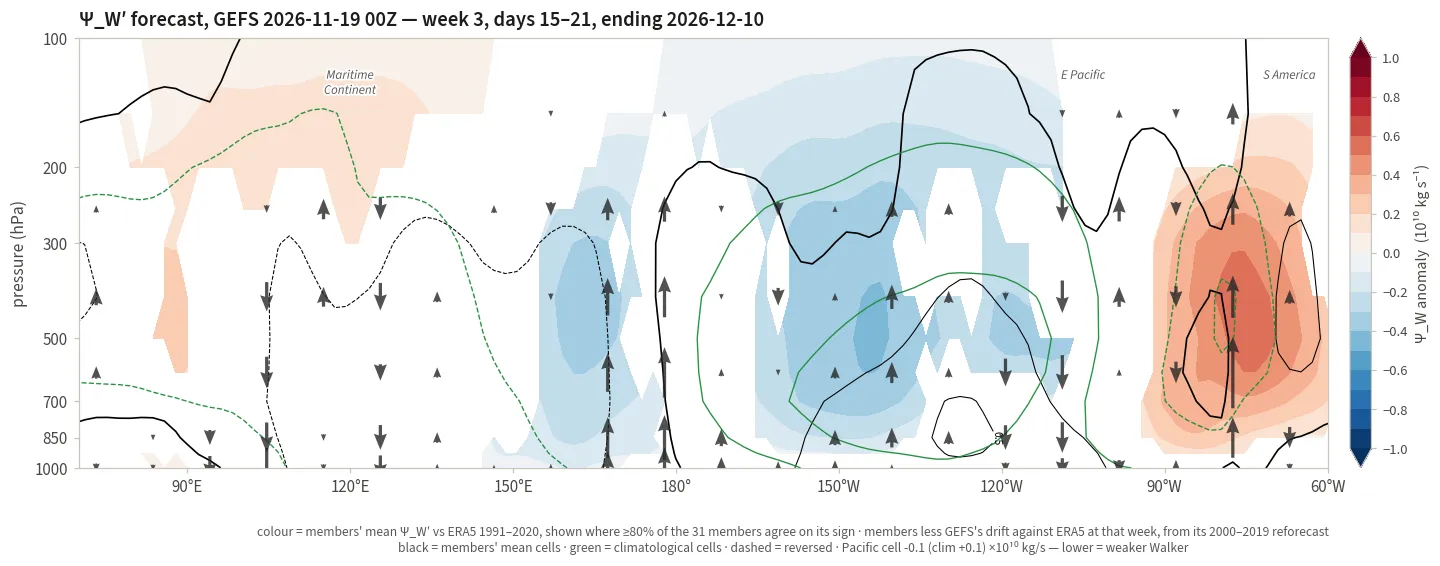 Ψ_W′ forecast, GEFS 2026-11-19 00Z — week 3, days 15–21, ending 2026-12-10
100
200
300
400
500
700
850
1000
pressure (hPa)
Maritime
Continent
E Pacific
S America
90°E
120°E
150°E
180°
150°W
120°W
90°W
60°W
1.0
0.8
0.6
0.4
0.2
0.0
−0.2
−0.4
−0.6
−0.8
−1.0
Ψ_W anomaly (10¹⁰ kg s⁻¹)
colour = members' mean Ψ_W′ vs ERA5 1991–2020, shown where ≥80% of the 31 members agree on its sign · members less GEFS's drift against ERA5 at that week, from its 2000–2019 reforecast
black = members' mean cells · green = climatological cells · dashed = reversed · Pacific cell -0.1 (clim +0.1) ×10¹⁰ kg/s — lower = weaker Walker